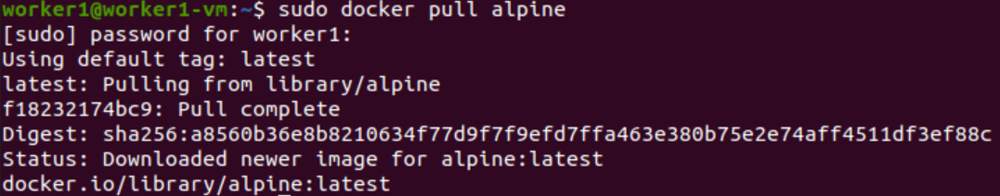 worker1@worker1-vm:~$ sudo docker pull alpine
[sudo] password for worker1:
Using default tag: latest
latest: Pulling from library/alpine
f18232174bc9: Pull complete
Digest: sha256:a8560b36e8b8210634f77d9f7f9efd7ffa463e380b75e2e74aff4511df3ef88c
Status: Downloaded newer image for alpine:latest
docker.io/library/alpine:latest